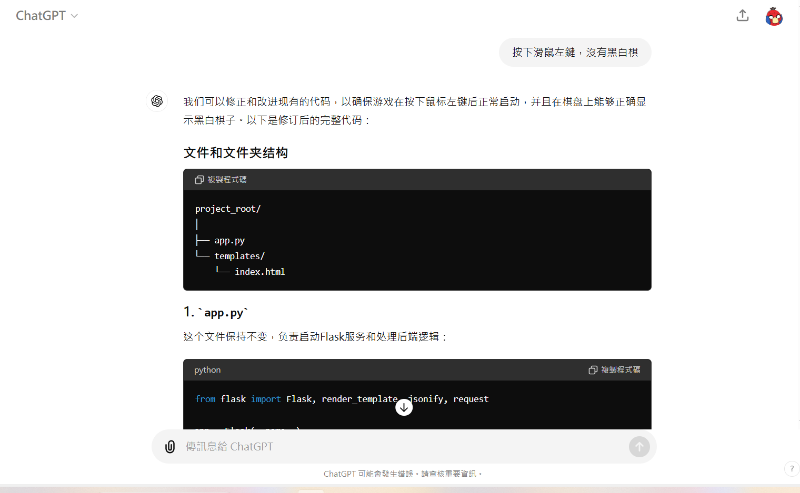 ChatGPT
按下滑鼠左鍵，沒有黑白棋
我们可以修正和改进现有的代码，以确保游戏在按下鼠标左键后正常启动，并且在棋盘上能够正确显
示黑白棋子。以下是修订后的完整代码：
文件和文件夹结构
複製程式碼
project_root/
│
├── app.py
└── templates/
└── index.html
1. `app.py`
这个文件保持不变，负责启动Flask服务和处理后端逻辑：
python
複製程式碼
from flask import Flask, render_template, jsonify, request
傳訊息給 ChatGPT
ChatGPT 可能會發生錯誤。請查核重要資訊。
?